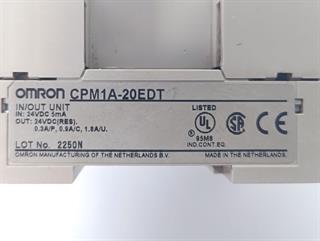 OMRON CPM1A-20EDT
IN/OUT UNIT
IN: 24VDC 5mA
OUT: 24VDC(RES).
0.3A/P, 0.9A/C, 1.8A/U.
LOT No. 2250N
LISTED
UL
95M8
IND.CONT.EQ.
OMRON MANUFACTURING OF THE NETHERLANDS B.V.
MADE IN THE NETHERLANDS.